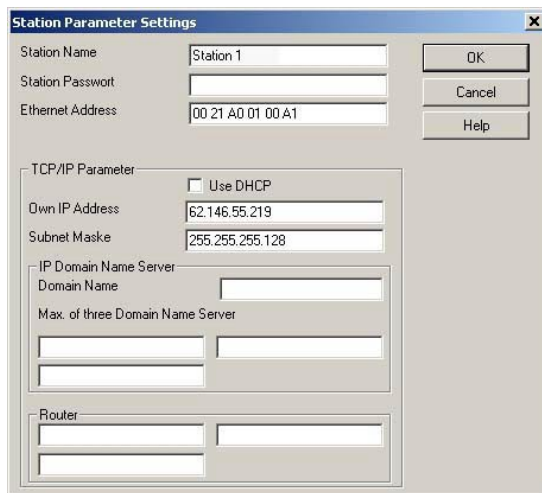 Station Parameter Settings
Station Name
Station 1
OK
Station Passwort
Cancel
Ethernet Address
00 21 A0 01 00 A1
Help
TCP/IP Parameter
Use DHCP
Own IP Address
62.146.55.219
Subnet Maske
255.255.255.128
IP Domain Name Server
Domain Name
Max. of three Domain Name Server
Router